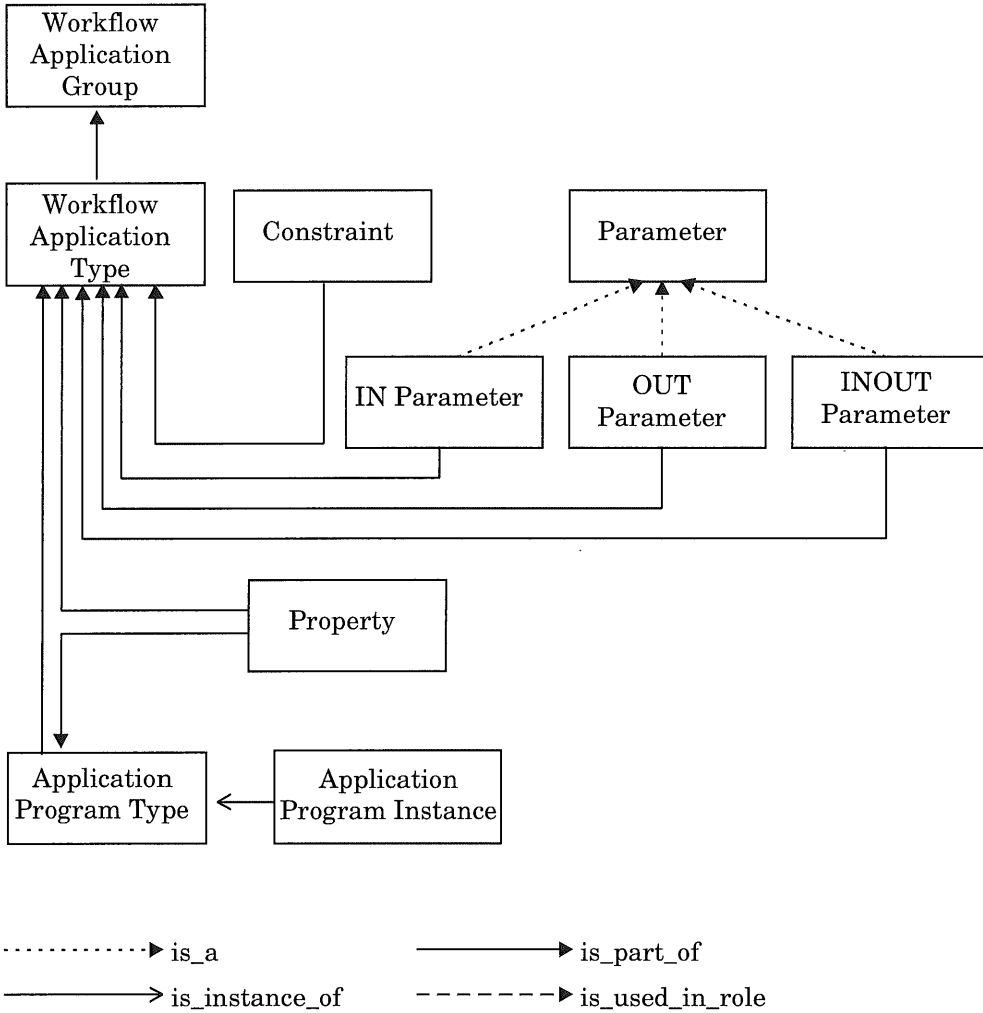 Workflow
Application
Group
Workflow
Application
Type
Constraint
Parameter
IN Parameter
OUT
Parameter
INOUT
Parameter
Property
Application
Program Type
Application
Program Instance
is_a
is_part_of
is_instance_of
is_used_in_role